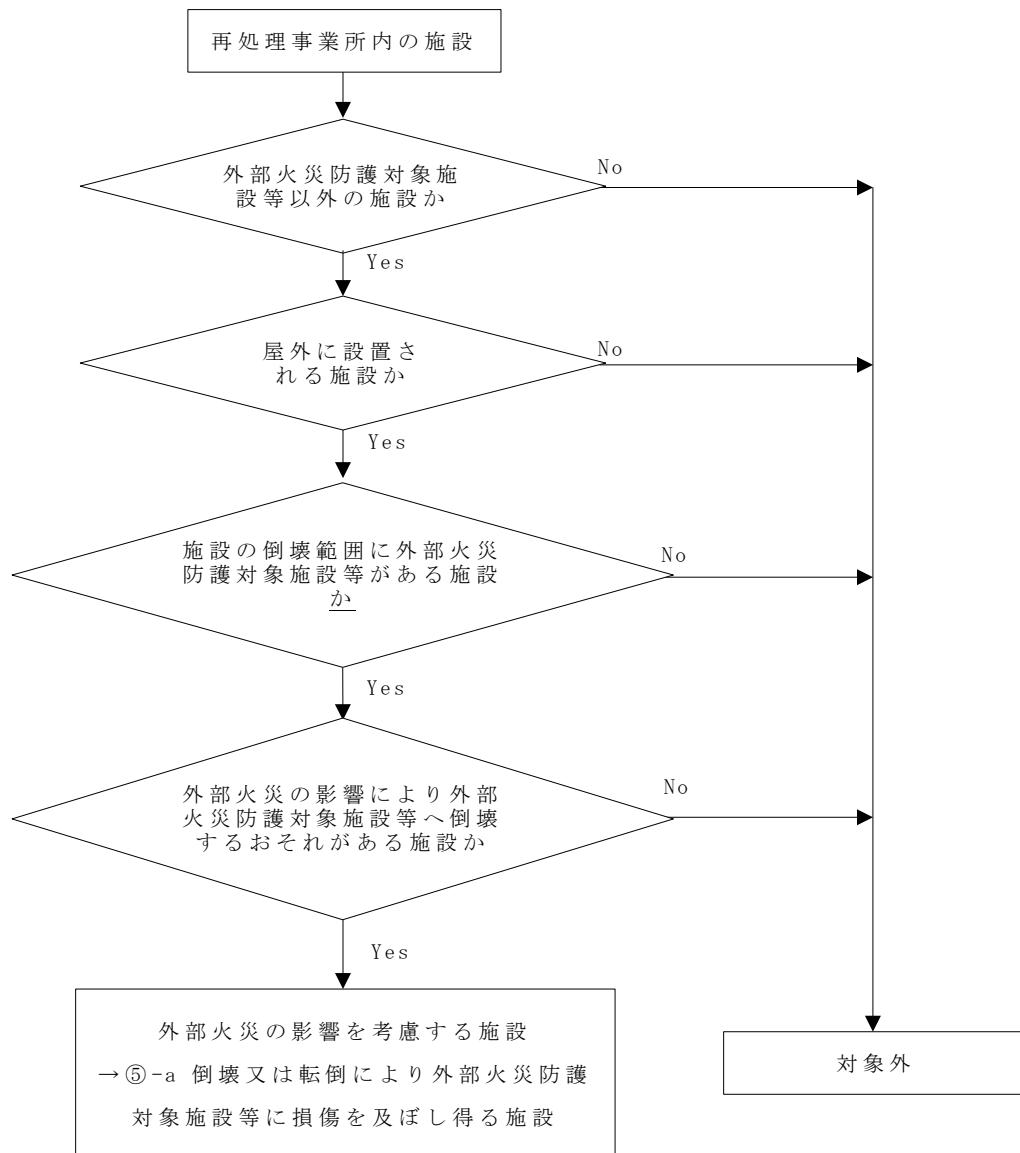 再処理事業所内の施設
外部火災防護対象施
設等以外の施設か
No
Yes
屋外に設置さ
れる施設か
No
Yes
施設の倒壊範囲に外部火災
防護対象施設等がある施設
か
No
Yes
外部火災の影響により外部
火災防護対象施設等へ倒壊
するおそれがある施設か
No
Yes
外部火災の影響を考慮する施設
→⑤-a 倒壊又は転倒により外部火災防護
対象施設等に損傷を及ぼし得る施設
対象外